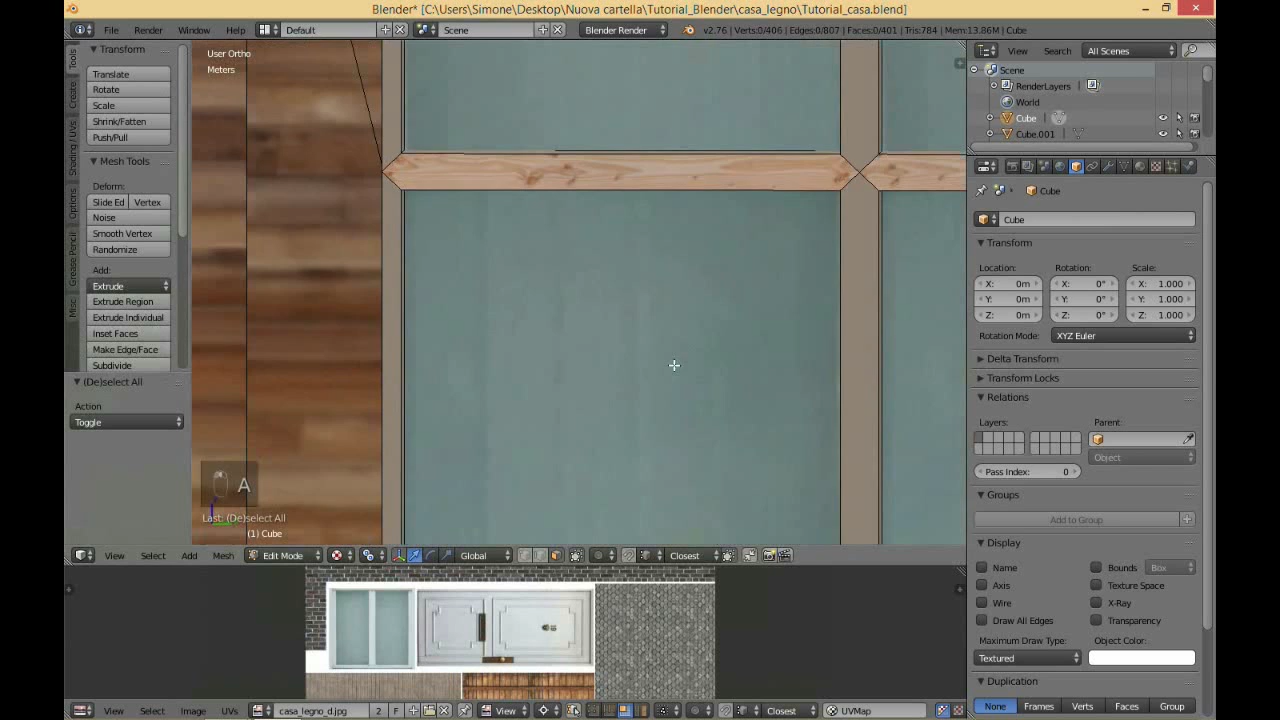 Blender* [C:\Users\Simone\Desktop\Nuova cartella\Tutorial_Blender\casa_legno\Tutorial_casa.blend]
File Render Window Help Default Scene Blender Render v2.76 | Verts:0/406 | Edges:0/807 | Faces:0/401 | Tris:784 | Mem:13.86M | Cube
View Search All Scenes
Tools
Create
Shading / UVs
Options
Grease Pencil
Misc
Transform
Translate
Rotate
Scale
Shrink/Fatten
Push/Pull
Mesh Tools
Deform:
Slide Ed Vertex
Noise
Smooth Vertex
Randomize
Add:
Extrude
Extrude Region
Extrude Individual
Inset Faces
Make Edge/Face
Subdivide
(De)select All
Action
Toggle
User Ortho
Meters
A
Last: (De)select All
(1) Cube
View Select Add Mesh Edit Mode Global Closest
View Select Image UVs casa_legno_d.jpg 2 F View Closest UVMap
Scene
RenderLayers
World
Cube
Cube.001
Cube
Cube
Transform
Location: Rotation: Scale:
X: 0m X: 0° X: 1.000
Y: 0m Y: 0° Y: 1.000
Z: 0m Z: 0° Z: 1.000
Rotation Mode: XYZ Euler
Delta Transform
Transform Locks
Relations
Layers: Parent:
Object
Pass Index: 0
Groups
Add to Group
Display
Name Bounds Box
Axis Texture Space
Wire X-Ray
Draw All Edges Transparency
Maximum Draw Type: Object Color:
Textured
Duplication
None Frames Verts Faces Group